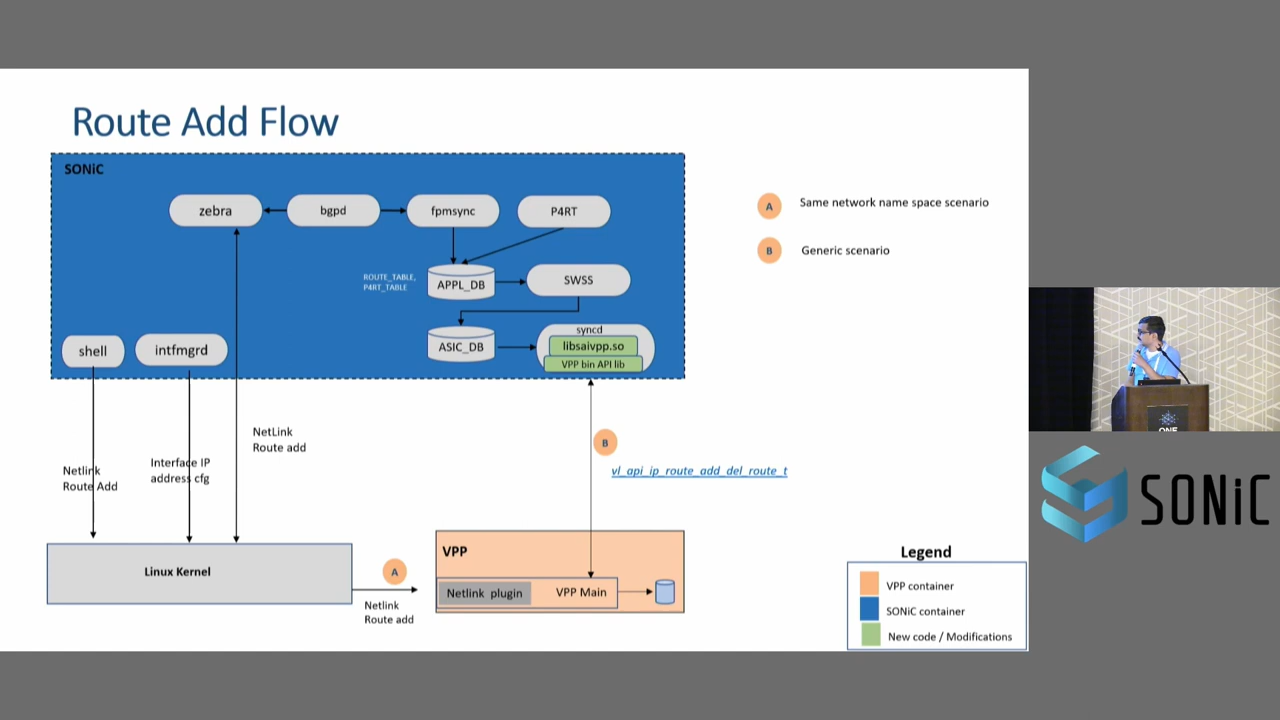 Route Add Flow
SONiC
zebra
bgpd
fpmsync
P4RT
ROUTE_TABLE,
P4RT_TABLE
APPL_DB
SWSS
shell
intfmgrd
ASIC_DB
syncd
libsaivpp.so
VPP bin API lib
A
Same network name space scenario
B
Generic scenario
NetLink
Route add
Netlink
Route Add
Interface IP
address cfg
B
vl_api_ip_route_add_del_route_t
Linux Kernel
A
Netlink
Route add
VPP
Netlink plugin
VPP Main
Legend
VPP container
SONiC container
New code / Modifications
ONE
SONiC